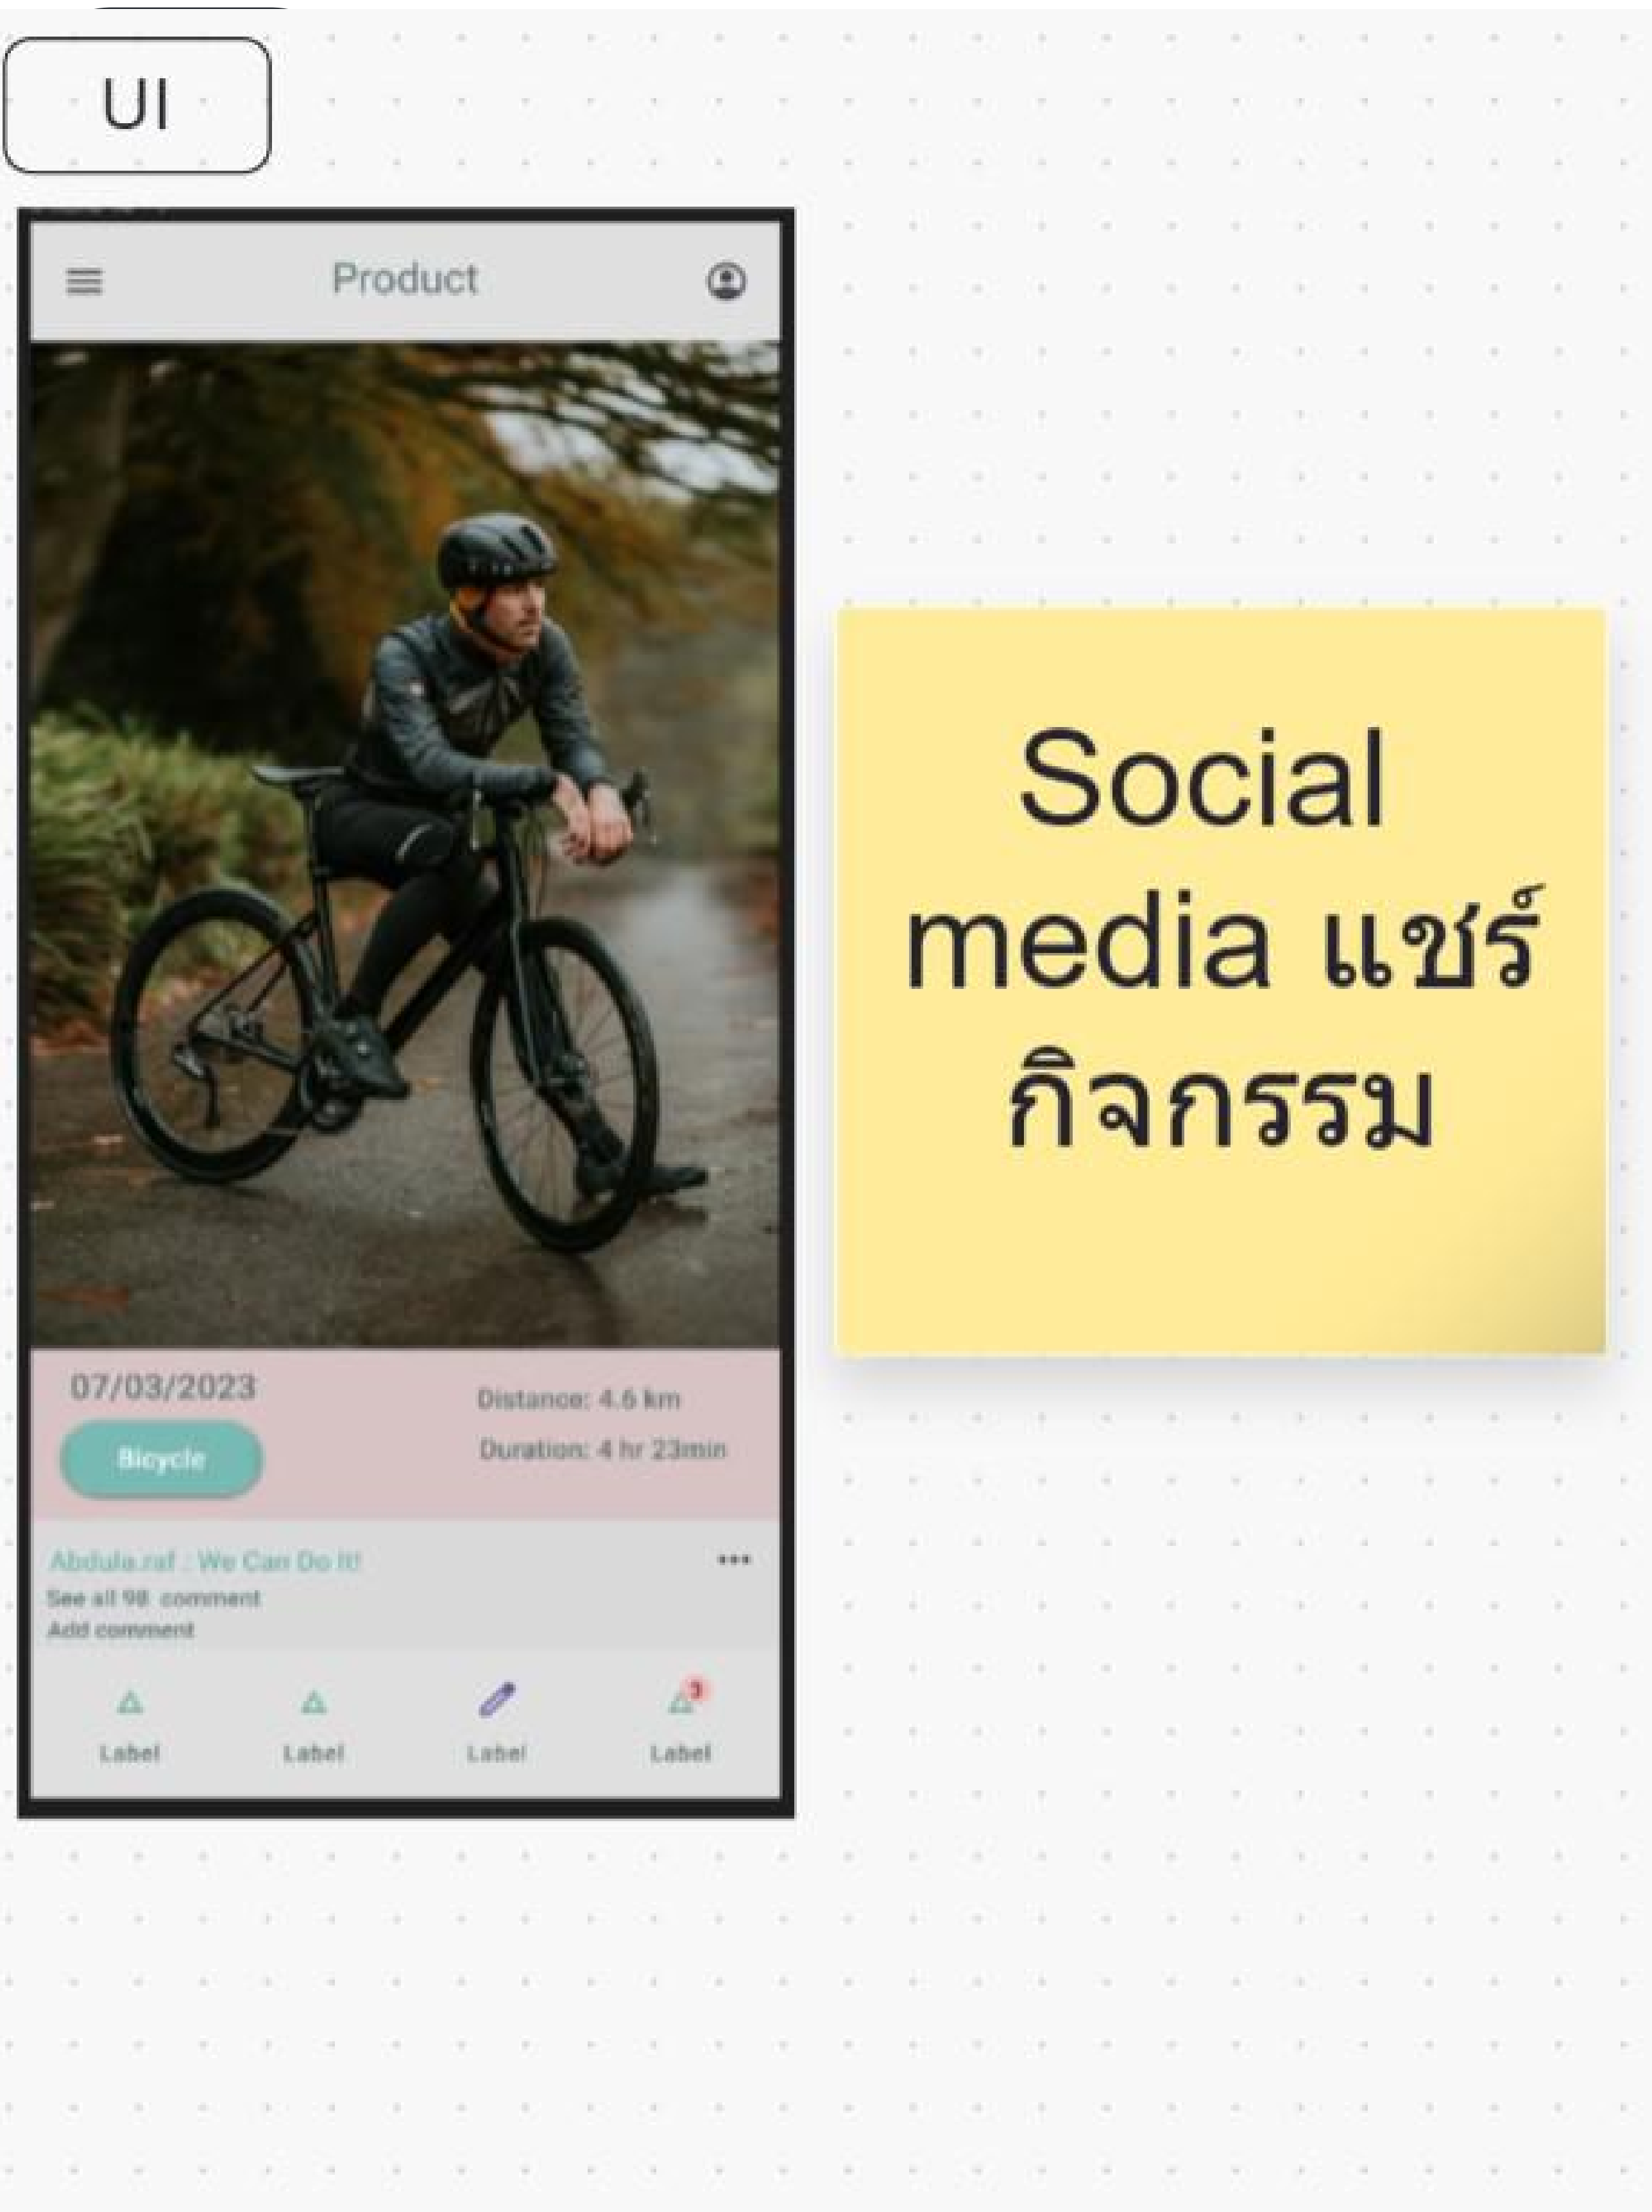 UI
Product
07/03/2023
Distance: 4.6 km
Bicycle
Duration: 4 hr 23min
Abdula.raf : We Can Do It!
See all 98 comment
Add comment
3
Label
Label
Label
Label
Social
media แชร์
กิจกรรม